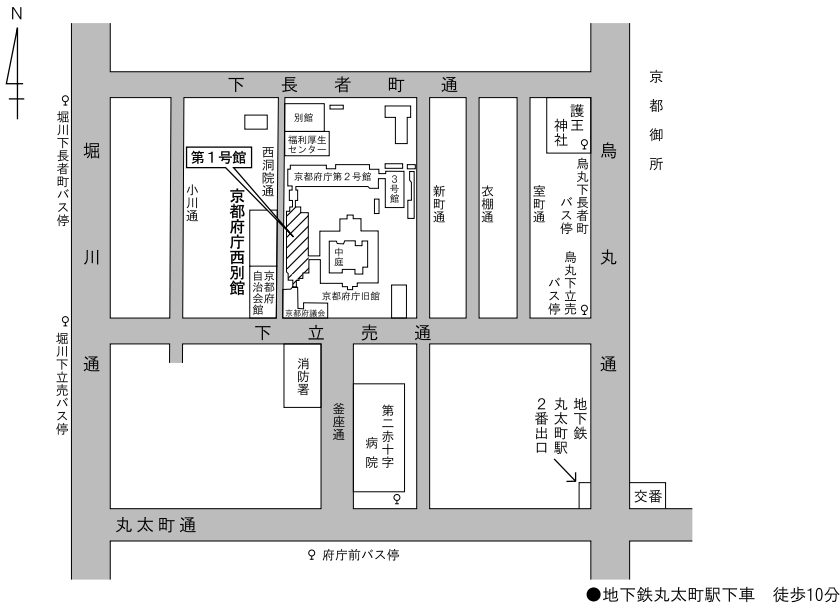 N
下長者町通
京都御所
堀川下長者町バス停
堀川通
小川通
西洞院通
第１号館
別館
福利厚生
センター
京都府庁第２号館
３号館
新町通
衣棚通
室町通
護王
神社
烏丸下長者町
バス停
烏丸通
京都府庁西別館
京都府
自治会館
中庭
京都府庁旧館
京都府議会
烏丸下立売
バス停
下立売通
堀川下立売バス停
消防署
釜座通
第二赤十字
病院
地下鉄
丸太町駅
２番出口
交番
丸太町通
府庁前バス停
●地下鉄丸太町駅下車　徒歩10分